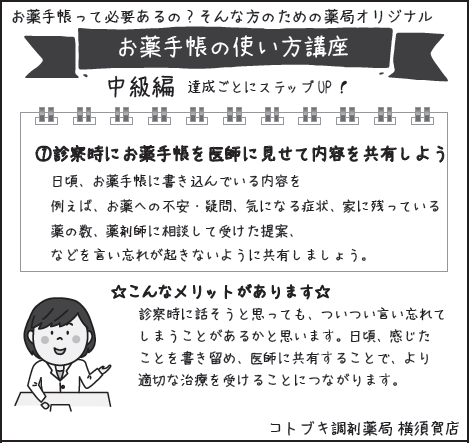 お薬手帳って必要あるの?そんな方のための薬局オリジナル
お薬手帳の使い方講座
中級編 達成ごとにステップUP!
①診察時にお薬手帳を医師に見せて内容を共有しよう
日頃、お薬手帳に書き込んでいる内容を
例えば、お薬への不安・疑問、気になる症状、家に残っている
薬の数、薬剤師に相談して受けた提案、
などを言い忘れが起きないように共有しましょう。
☆こんなメリットがあります☆
診察時に話そうと思っても、ついつい言い忘れて
しまうことがあるかと思います。日頃、感じた
ことを書き留め、医師に共有することで、より
適切な治療を受けることにつながります。
コトブキ調剤薬局 横須賀店